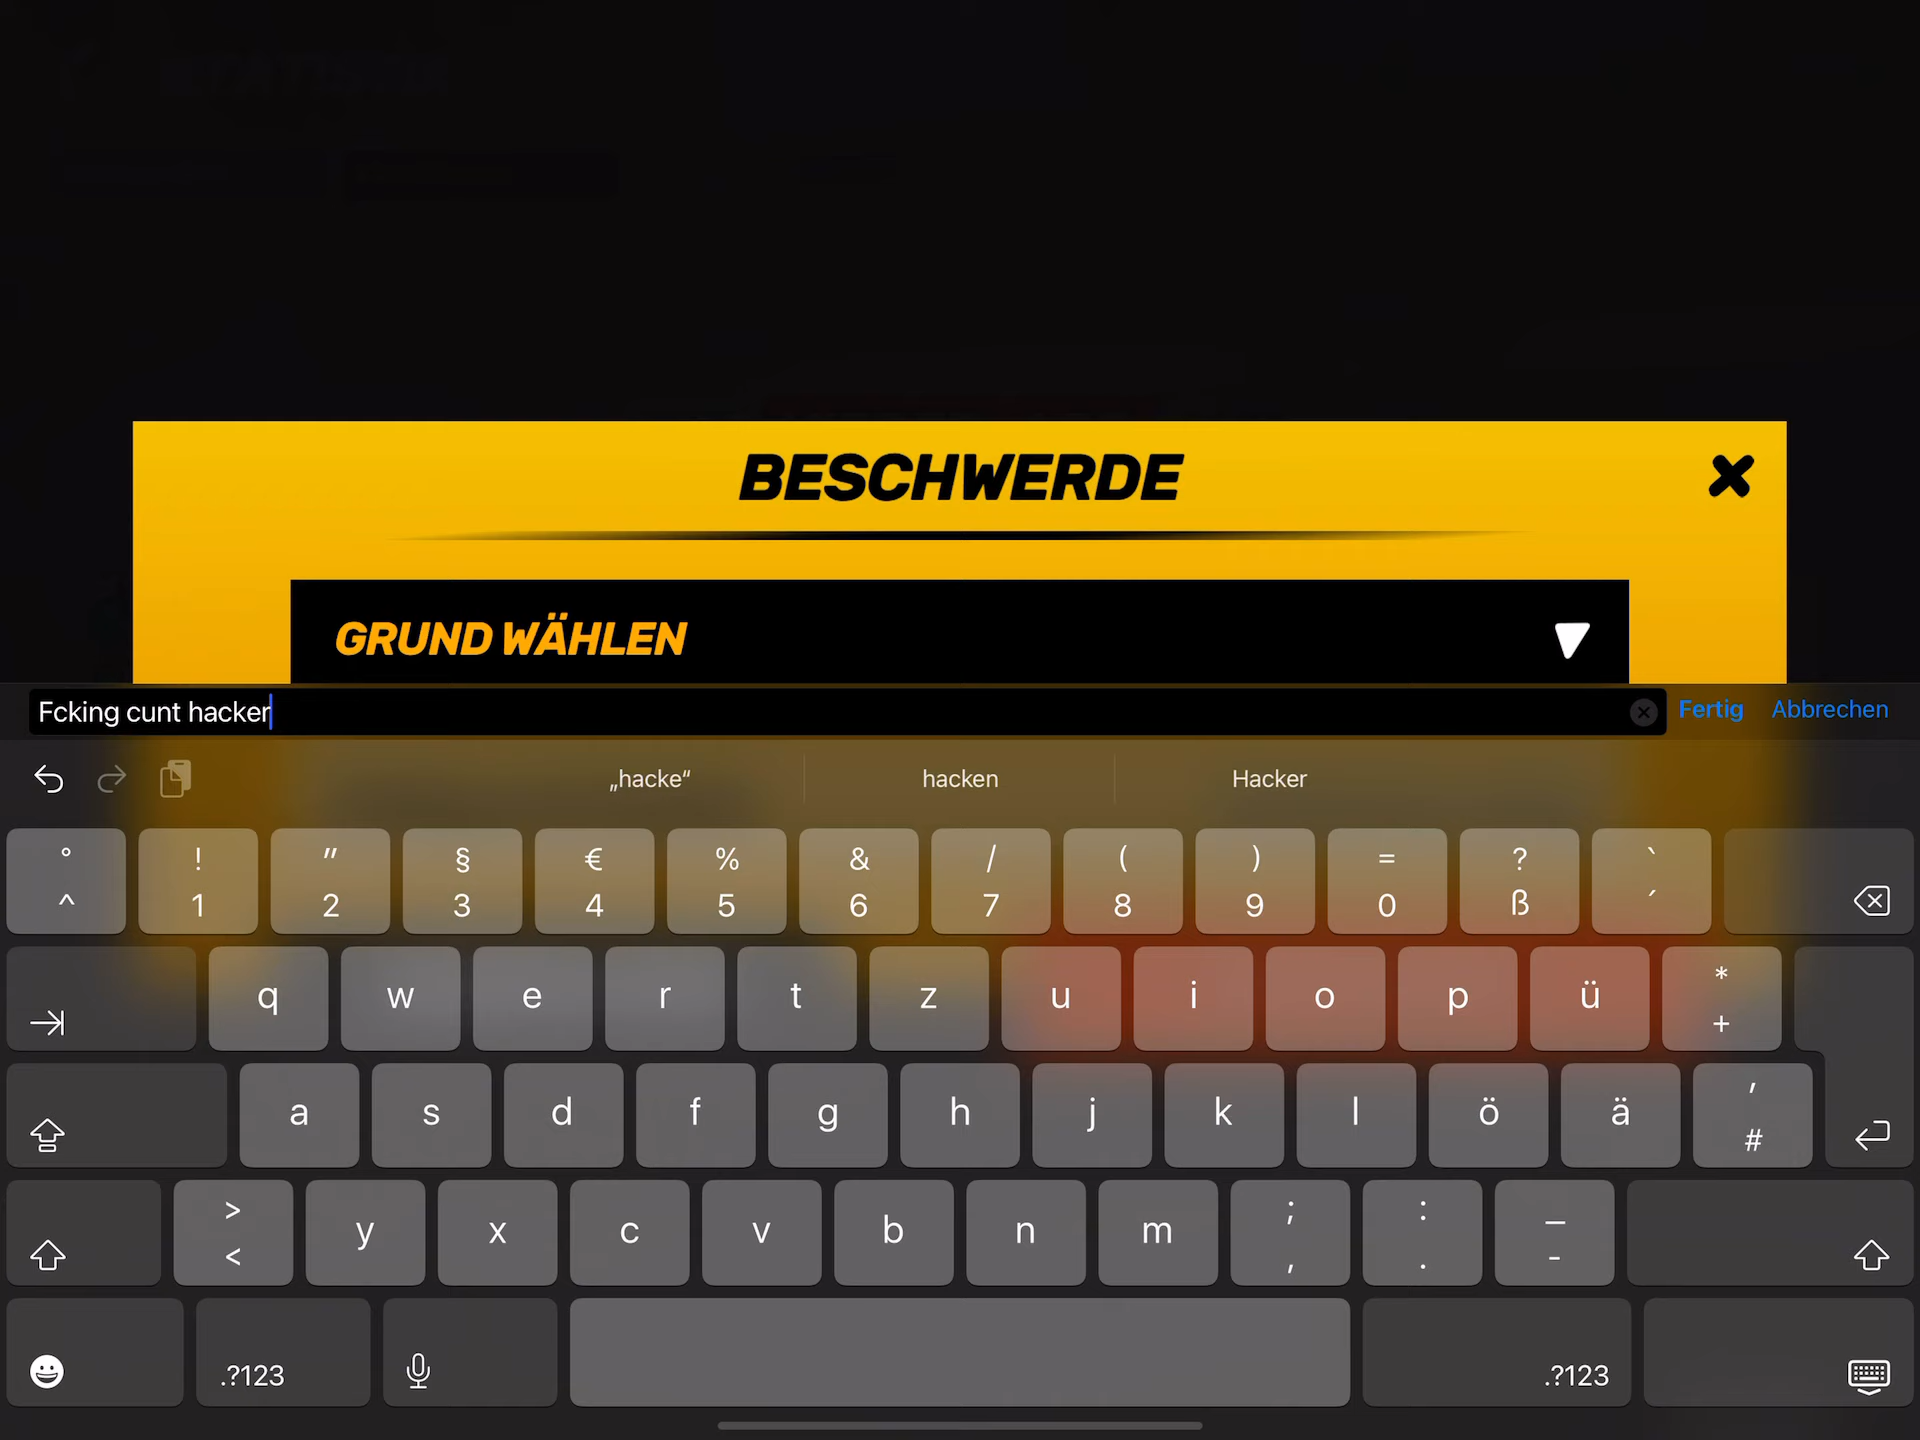 BESCHWERDE
GRUND WÄHLEN
Fcking cunt hacker
Fertig Abbrechen
„hacke“ hacken Hacker
° ! " § € % & / ( ) = ? `
^ 1 2 3 4 5 6 7 8 9 0 ß ´
q w e r t z u i o p ü * +
a s d f g h j k l ö ä ' #
> < y x c v b n m ; , : . _ -
.?123 .?123